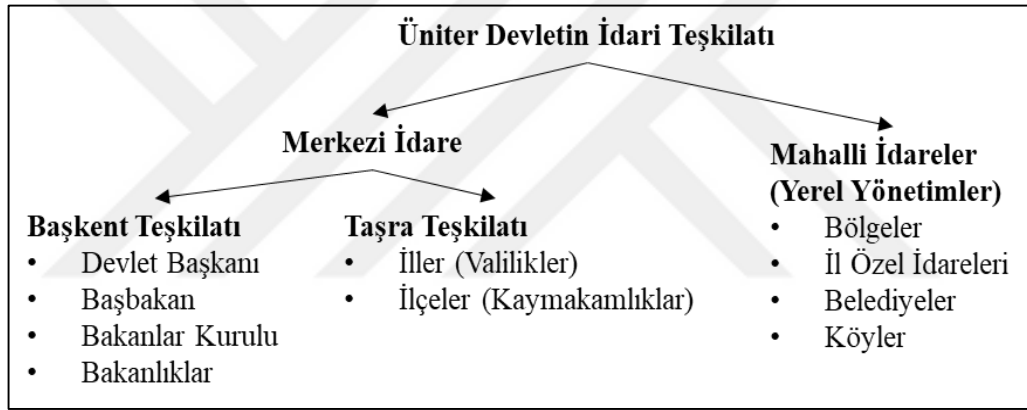 Üniter Devletin İdari Teşkilatı
Merkezi İdare
Başkent Teşkilatı
• Devlet Başkanı
• Başbakan
• Bakanlar Kurulu
• Bakanlıklar
Taşra Teşkilatı
• İller (Valilikler)
• İlçeler (Kaymakamlıklar)
Mahalli İdareler
(Yerel Yönetimler)
• Bölgeler
• İl Özel İdareleri
• Belediyeler
• Köyler